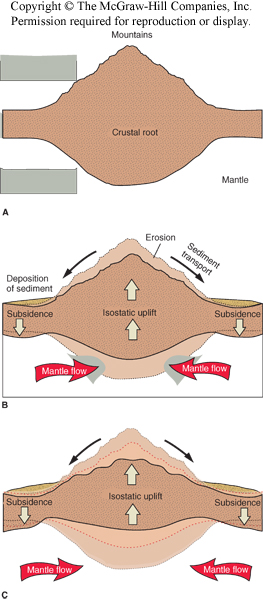 Copyright © The McGraw-Hill Companies, Inc.
Permission required for reproduction or display.
Mountains
Crustal root
Mantle
A
Erosion
Sediment
transport
Deposition
of sediment
Subsidence
Isostatic uplift
Subsidence
Mantle flow
Mantle flow
B
Subsidence
Isostatic uplift
Subsidence
Mantle flow
Mantle flow
C